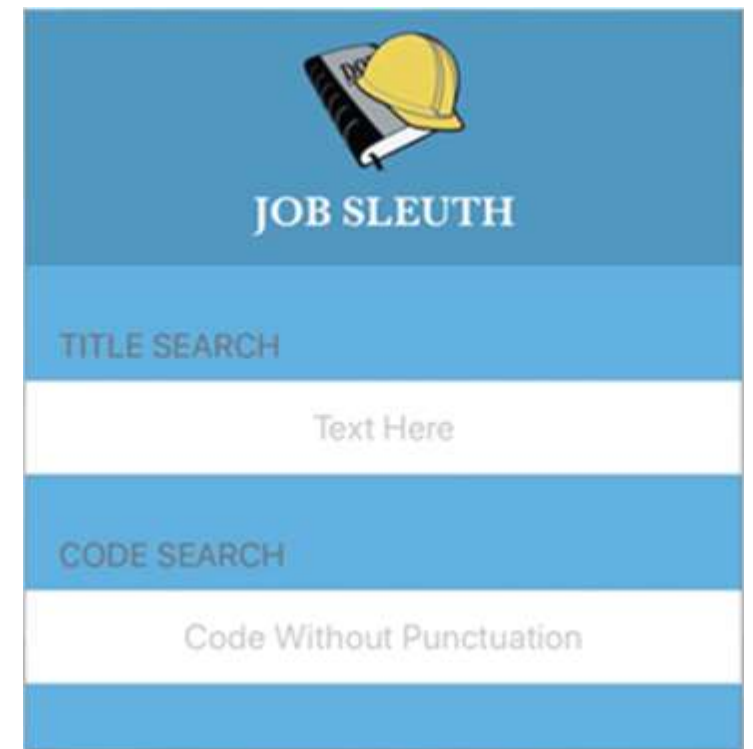 JOB SLEUTH
TITLE SEARCH
Text Here
CODE SEARCH
Code Without Punctuation